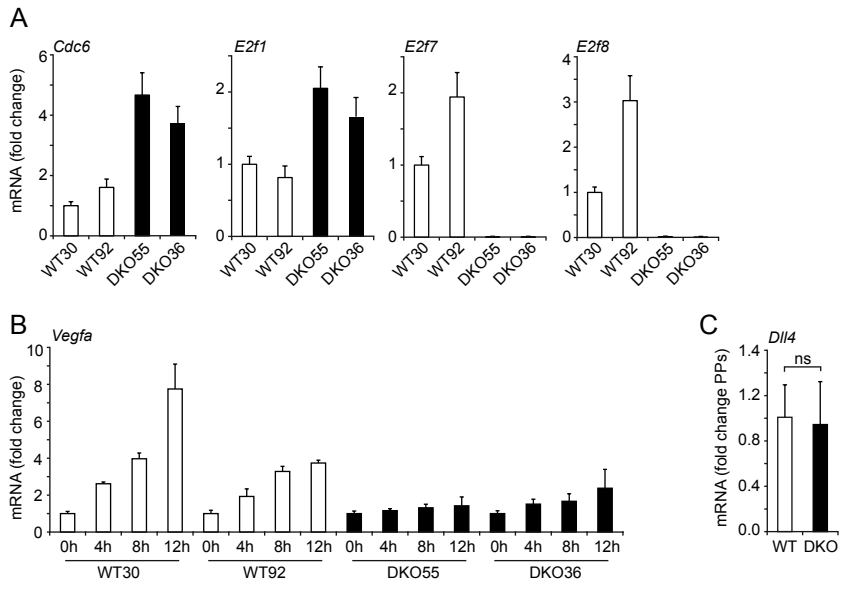 A
Cdc6
E2f1
E2f7
E2f8
mRNA (fold change)
6
4
2
0
2
1
0
2
1
0
4
3
2
1
0
WT30
WT92
DKO55
DKO36
WT30
WT92
DKO55
DKO36
WT30
WT92
DKO55
DKO36
WT30
WT92
DKO55
DKO36
B
Vegfa
mRNA (fold change)
10
8
6
4
2
0
0h 4h 8h 12h 0h 4h 8h 12h 0h 4h 8h 12h 0h 4h 8h 12h
WT30 WT92 DKO55 DKO36
C
Dll4
mRNA (fold change PPs)
1.4
1.2
0.8
0.4
0.0
ns
WT DKO